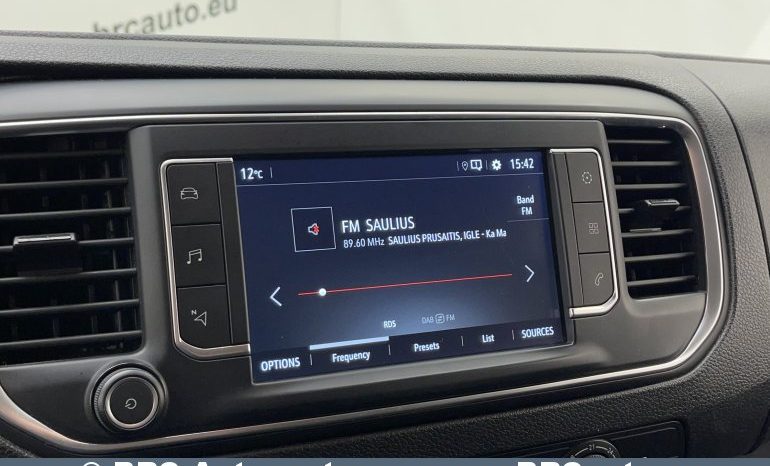 brcauto.eu
12°C
15:42
Band
FM
FM SAULIUS
89.60 MHz SAULIUS PRUSAITIS, IGLE - Ka Ma
RDS
DAB FM
OPTIONS
Frequency
Presets
List
SOURCES
N